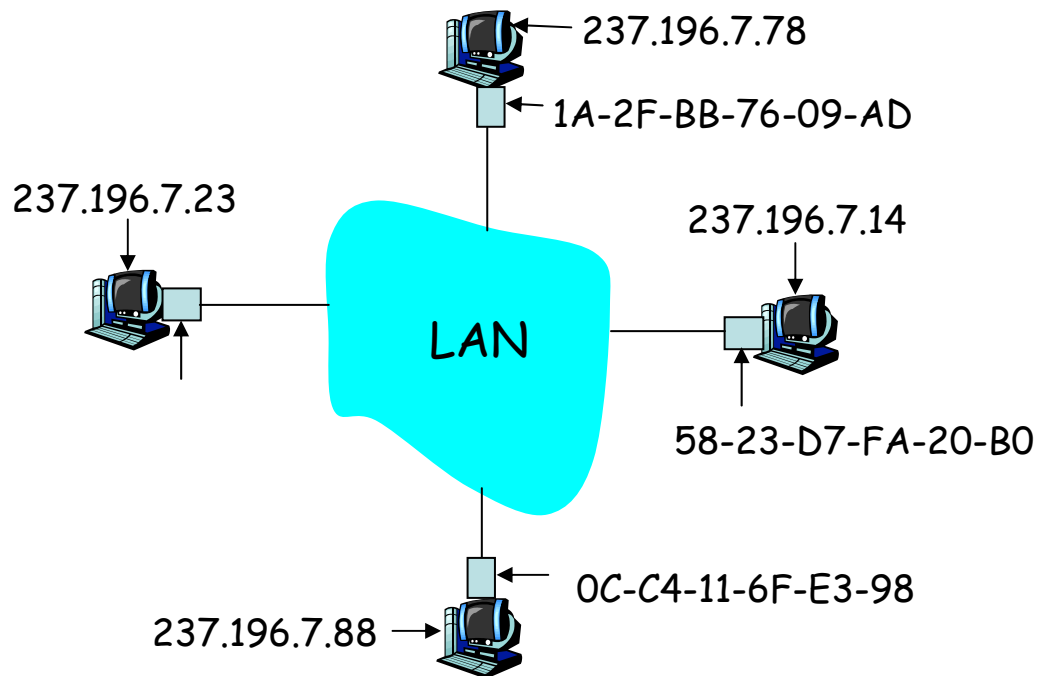 237.196.7.78
1A-2F-BB-76-09-AD
237.196.7.23
237.196.7.14
LAN
58-23-D7-FA-20-B0
0C-C4-11-6F-E3-98
237.196.7.88